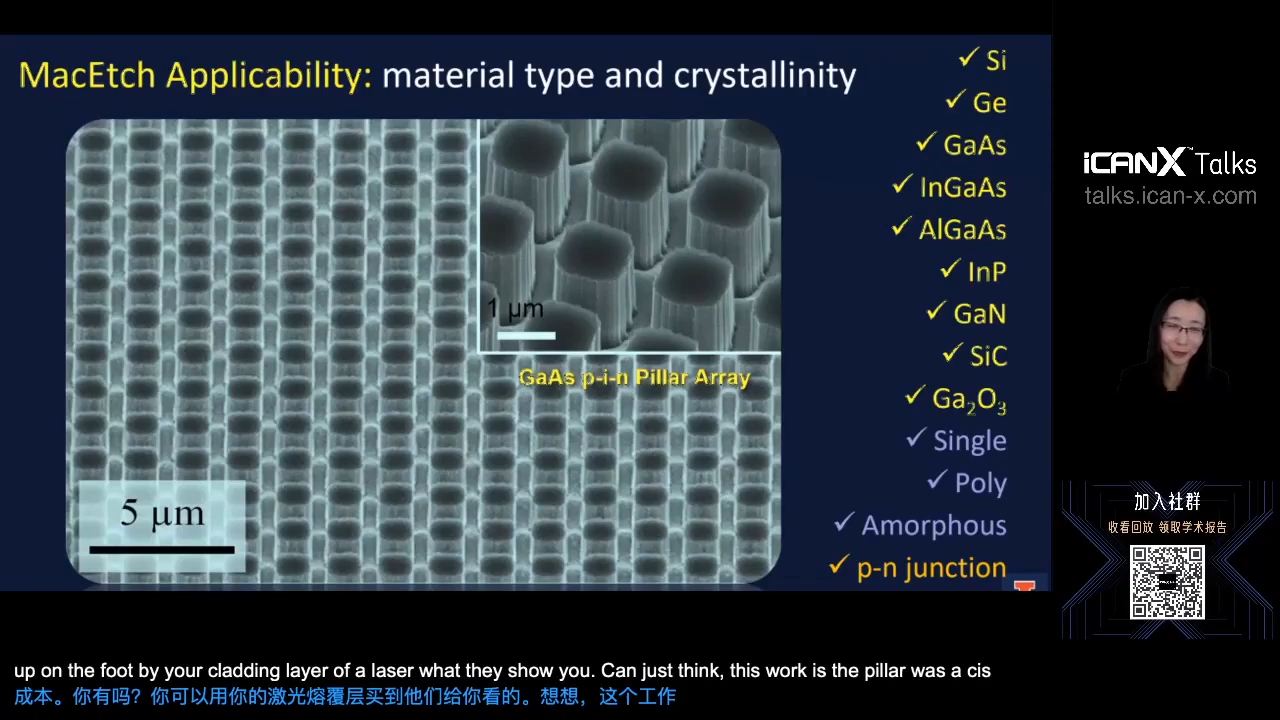 MacEtch Applicability: material type and crystallinity
✓ Si
✓ Ge
✓ GaAs
✓ InGaAs
✓ AlGaAs
✓ InP
✓ GaN
✓ SiC
✓ Ga₂O₃
✓ Single
✓ Poly
✓ Amorphous
✓ p-n junction
1 µm
GaAs p-i-n Pillar Array
5 µm
iCANX™ Talks
talks.ican-x.com
加入社群
收看回放 领取学术报告
up on the foot by your cladding layer of a laser what they show you. Can just think, this work is the pillar was a cis
成本。你有吗？你可以用你的激光熔覆层买到他们给你看的。想想，这个工作